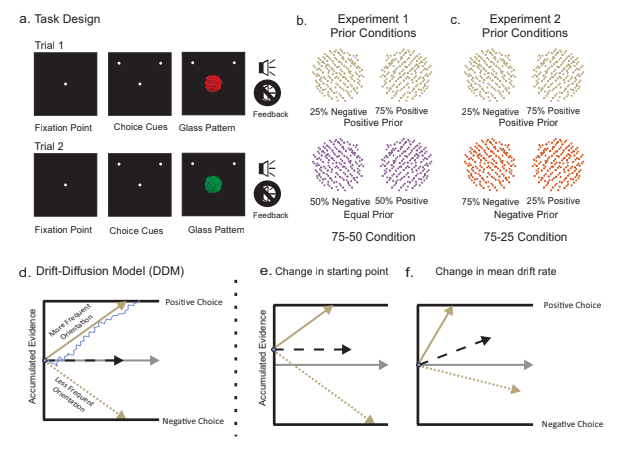 a. Task Design
Trial 1
Fixation Point
Choice Cues
Glass Pattern
Feedback
Trial 2
Fixation Point
Choice Cues
Glass Pattern
Feedback
b. Experiment 1
Prior Conditions
25% Negative 75% Positive
Positive Prior
50% Negative 50% Positive
Equal Prior
75-50 Condition
c. Experiment 2
Prior Conditions
25% Negative 75% Positive
Positive Prior
75% Negative 25% Positive
Negative Prior
75-25 Condition
d. Drift-Diffusion Model (DDM)
Accumulated Evidence
More Frequent
Orientation
Less Frequent
Orientation
Positive Choice
Negative Choice
e. Change in starting point
Accumulated Evidence
f. Change in mean drift rate
Positive Choice
Negative Choice